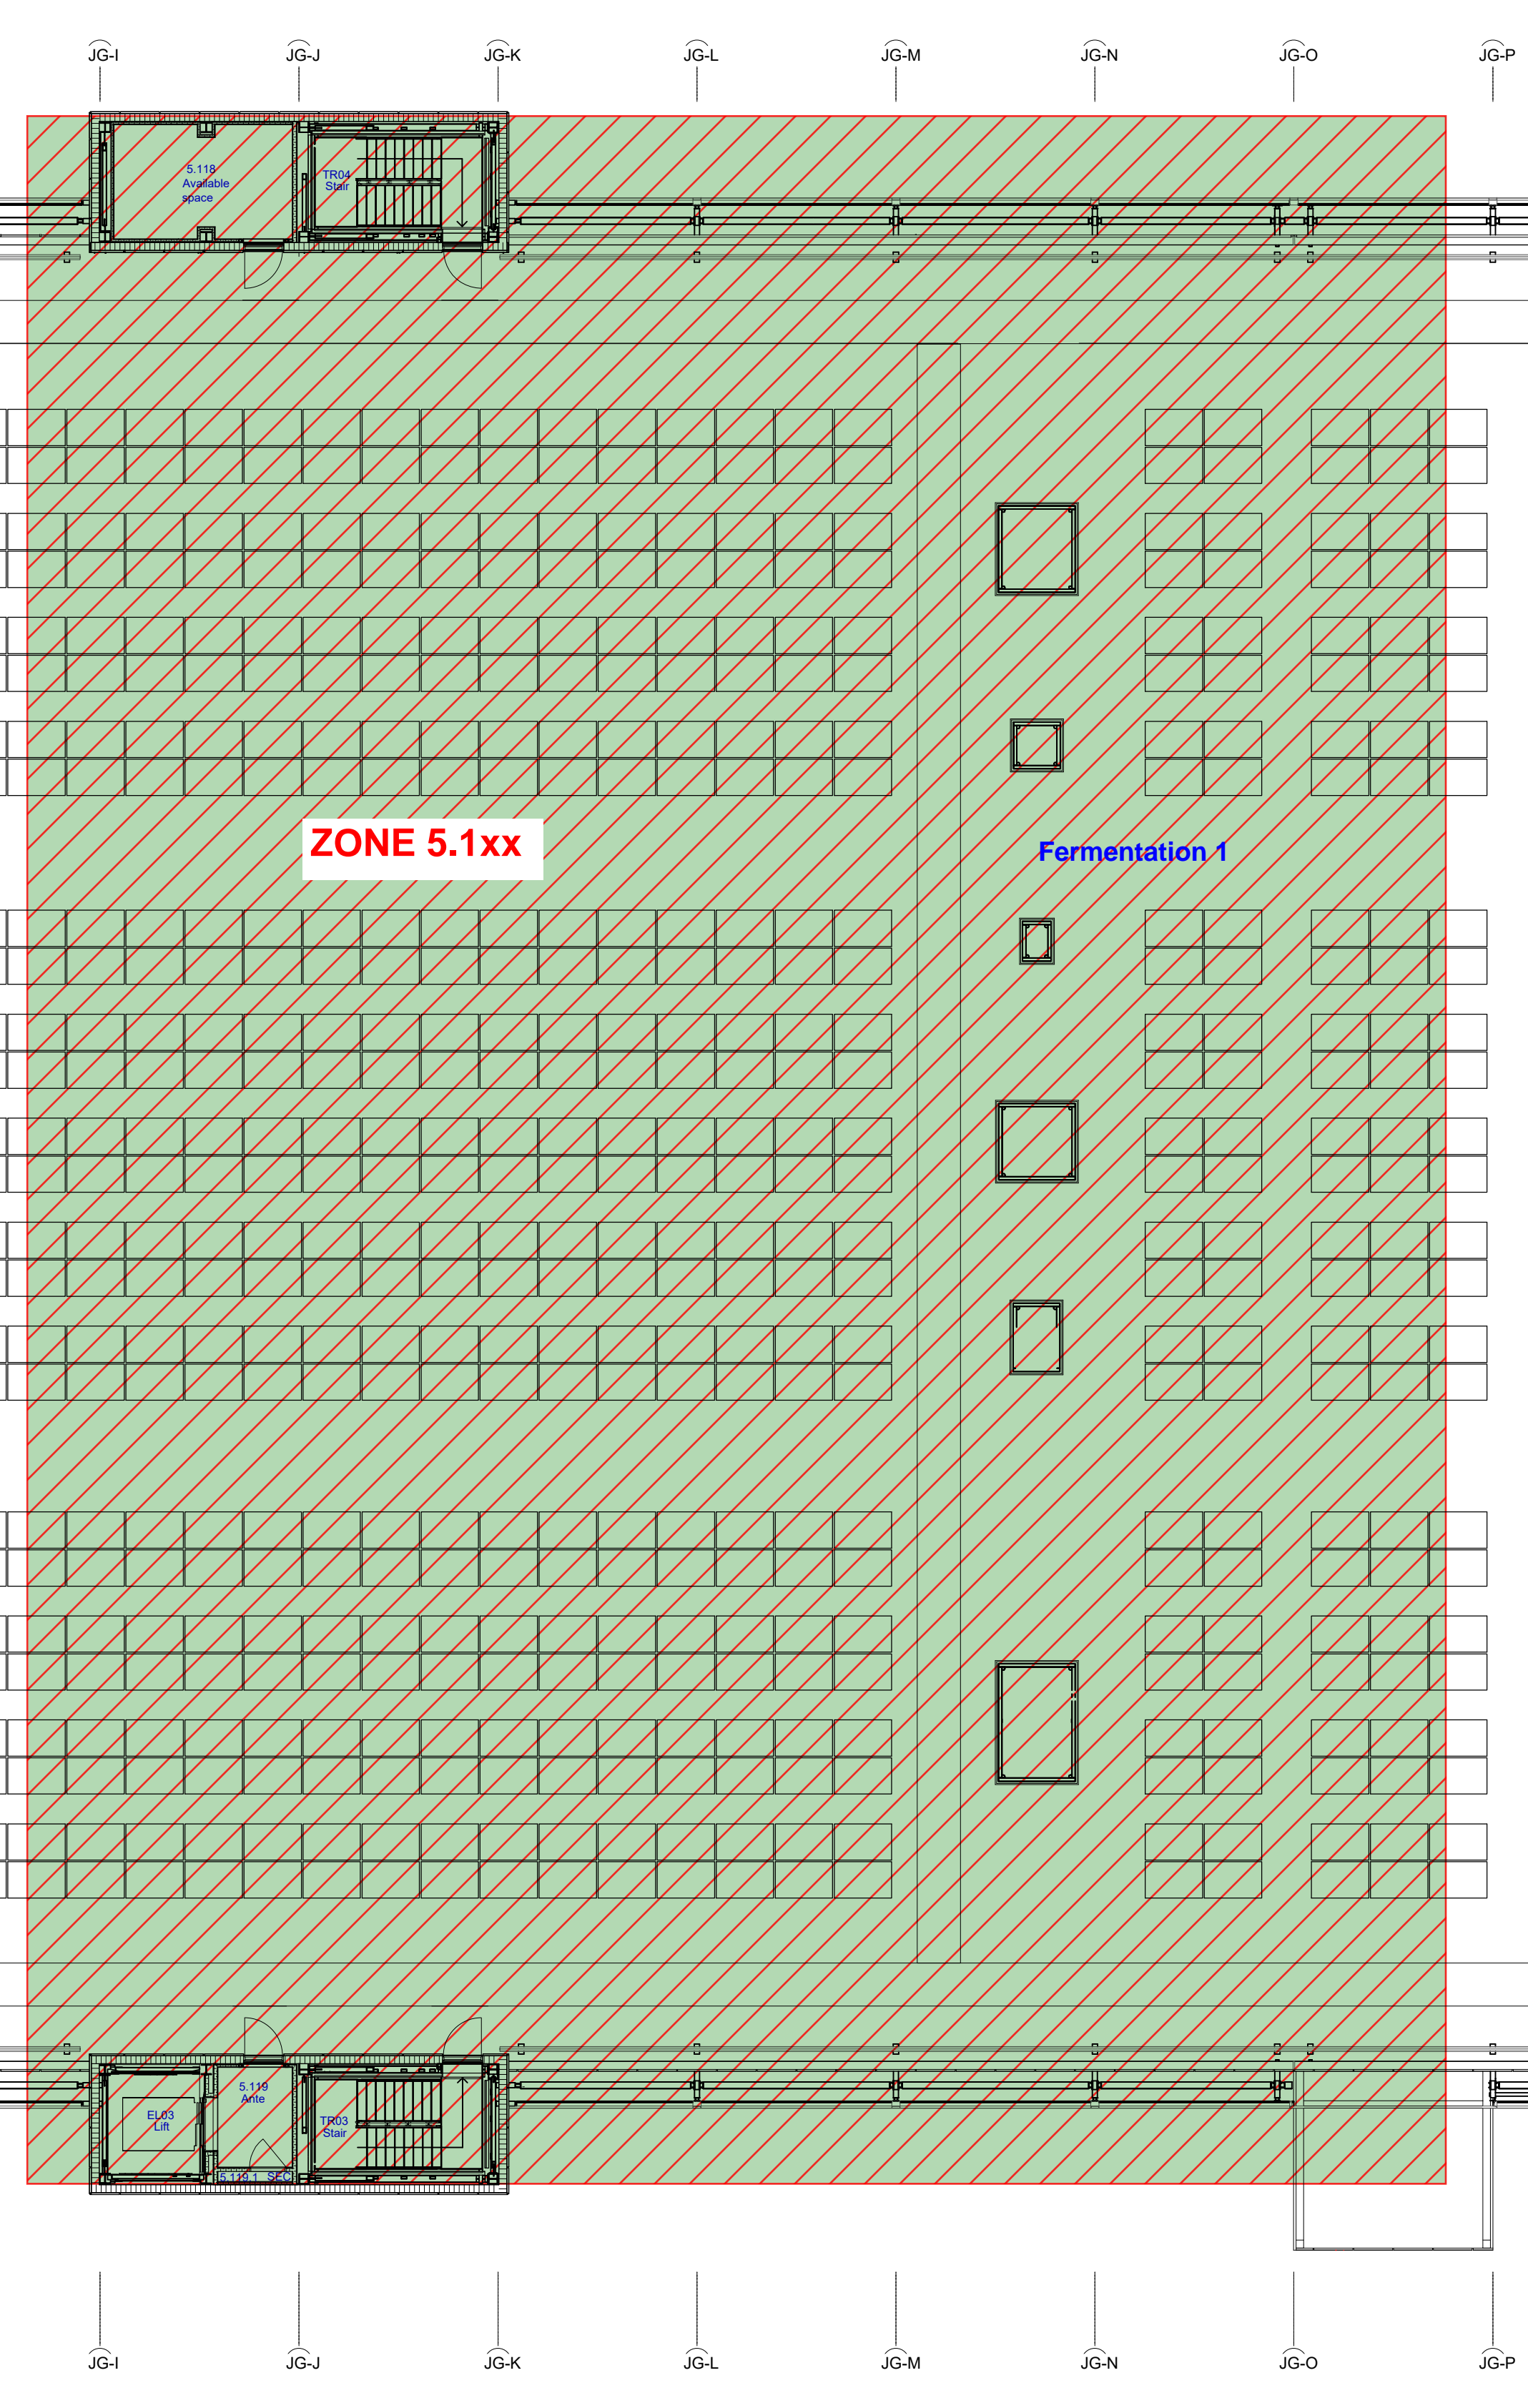 JG-I JG-J JG-K JG-L JG-M JG-N JG-O JG-P
5.118
Available
space
TR04
Stair
ZONE 5.1xx
Fermentation 1
EL03
Lift
5.119
Ante
5.119.1 SEC
TR03
Stair
JG-I JG-J JG-K JG-L JG-M JG-N JG-O JG-P